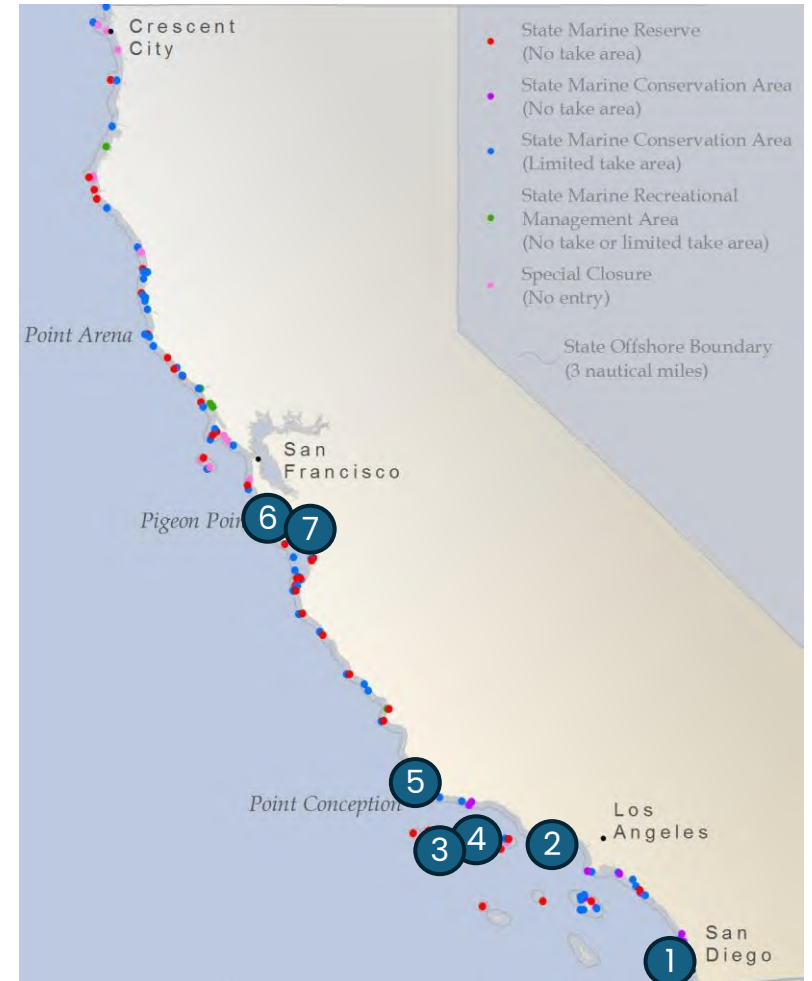 Crescent
City
State Marine Reserve
(No take area)
State Marine Conservation Area
(No take area)
State Marine Conservation Area
(Limited take area)
State Marine Recreational
Management Area
(No take or limited take area)
Special Closure
(No entry)
Point Arena
State Offshore Boundary
(3 nautical miles)
San
Francisco
Pigeon
6
7
5
Point Conception
Los
Angeles
3
4
2
San
Diego
1